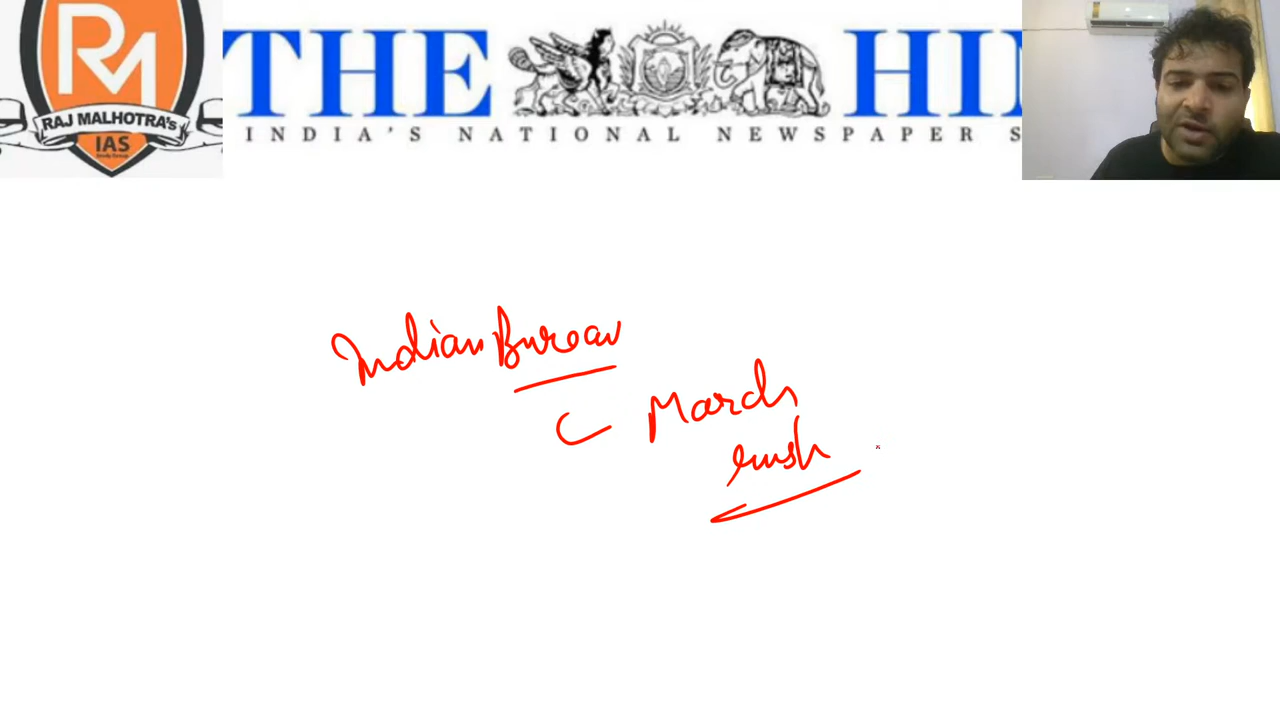 RM
RAJ MALHOTRA'S
IAS
THE HI
INDIA'S NATIONAL NEWSPAPER S
Indian Bureau
March
rush